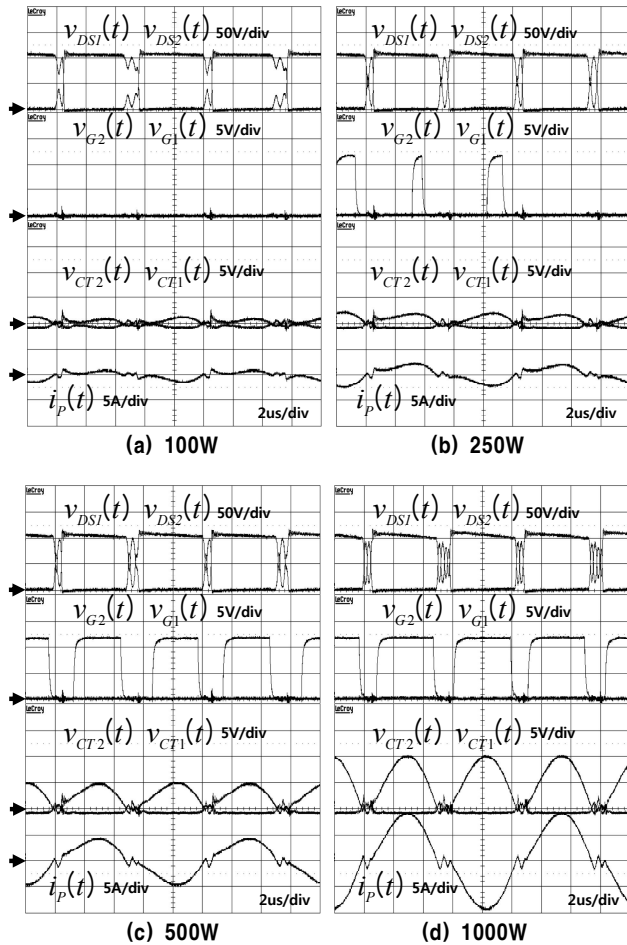 LeCroy
v_DS1(t) v_DS2(t) 50V/div
LeCroy
v_G2(t) v_G1(t) 5V/div
LeCroy
v_CT2(t) v_CT1(t) 5V/div
i_P(t) 5A/div 2us/div
(a) 100W
LeCroy
v_DS1(t) v_DS2(t) 50V/div
LeCroy
v_G2(t) v_G1(t) 5V/div
LeCroy
v_CT2(t) v_CT1(t) 5V/div
i_P(t) 5A/div 2us/div
(b) 250W
LeCroy
v_DS1(t) v_DS2(t) 50V/div
LeCroy
v_G2(t) v_G1(t) 5V/div
LeCroy
v_CT2(t) v_CT1(t) 5V/div
i_P(t) 5A/div 2us/div
(c) 500W
LeCroy
v_DS1(t) v_DS2(t) 50V/div
LeCroy
v_G2(t) v_G1(t) 5V/div
LeCroy
v_CT2(t) v_CT1(t) 5V/div
i_P(t) 5A/div 2us/div
(d) 1000W